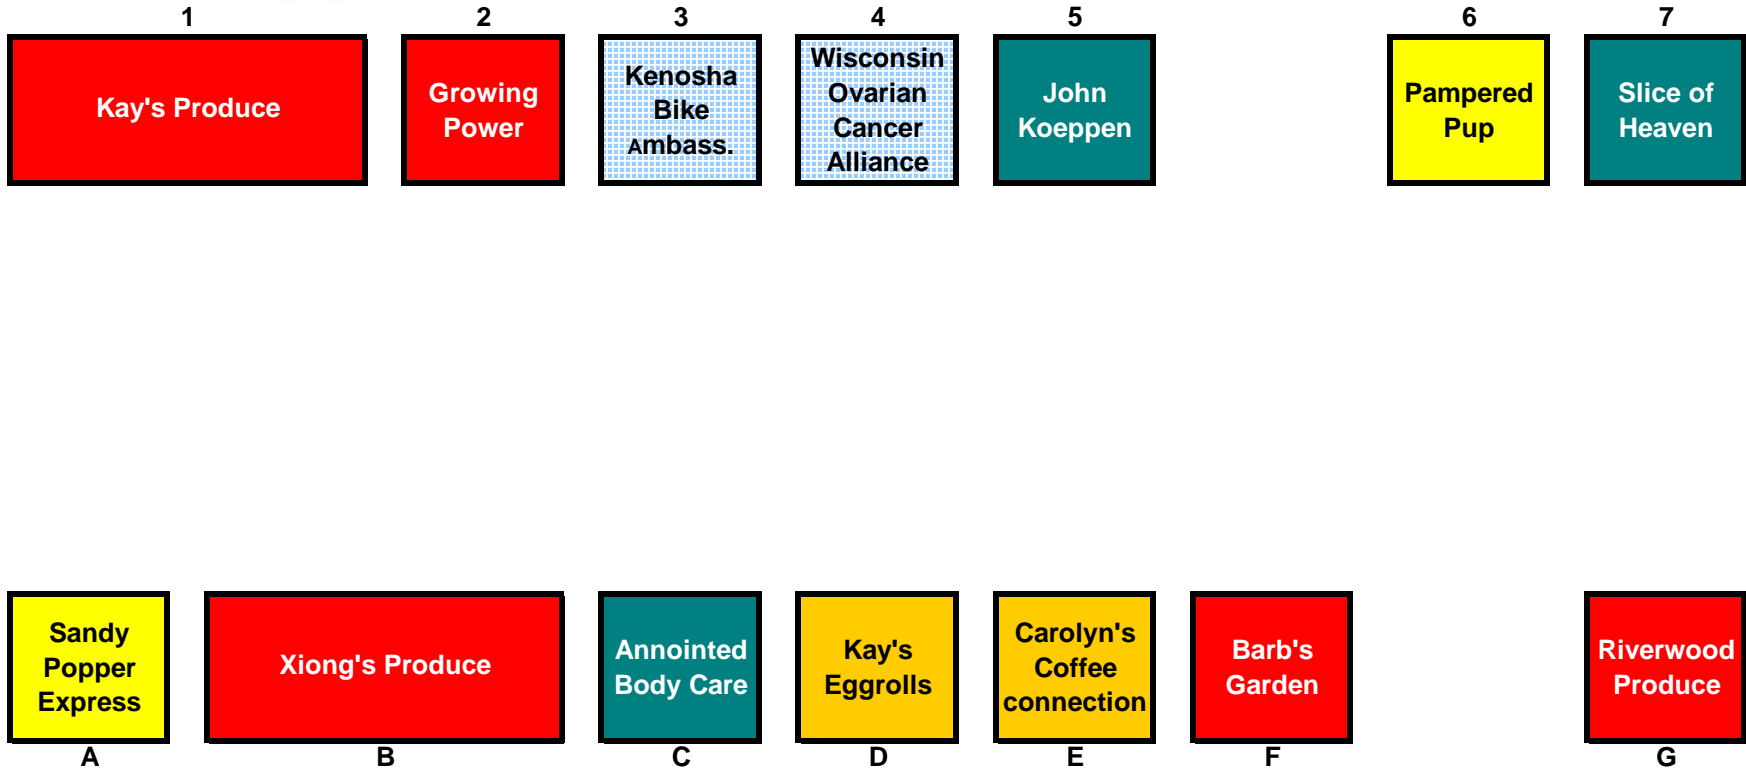 1 2 3 4 5 6 7
Kay's Produce
Growing
Power
Kenosha
Bike
Ambass.
Wisconsin
Ovarian
Cancer
Alliance
John
Koeppen
Pampered
Pup
Slice of
Heaven
Sandy
Popper
Express
Xiong's Produce
Annointed
Body Care
Kay's
Eggrolls
Carolyn's
Coffee
connection
Barb's
Garden
Riverwood
Produce
A B C D E F G